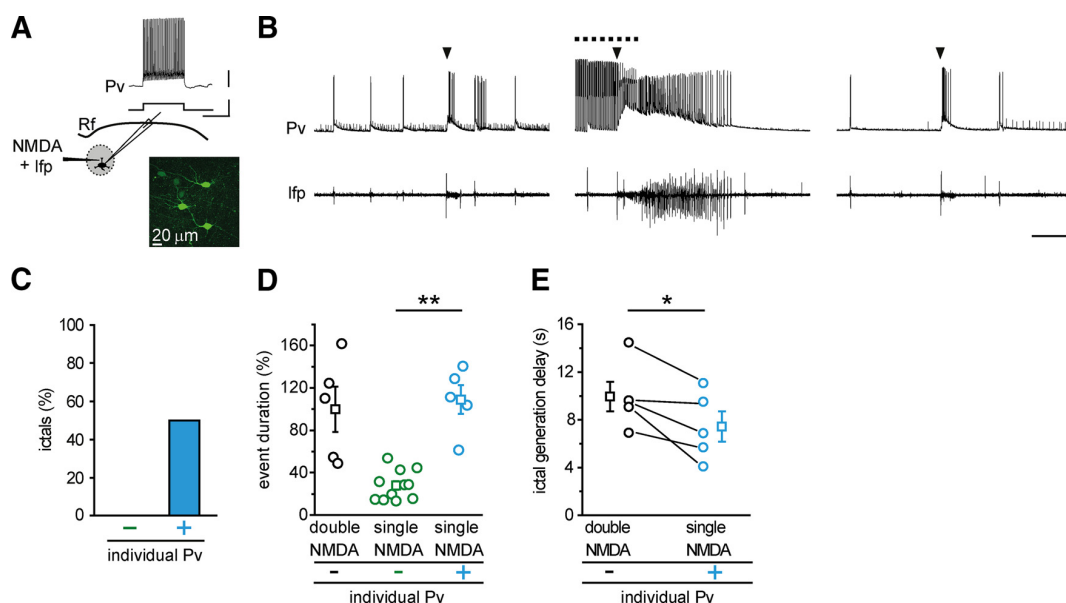 A
Pv
Rf
NMDA
+ lfp
20 μm
B
Pv
lfp
C
ictals (%)
100
80
60
40
20
0
− +
individual Pv
D
**
event duration (%)
160
120
80
40
0
double single single
NMDA NMDA NMDA
- - +
individual Pv
E
*
ictal generation delay (s)
16
12
8
4
0
double single
NMDA NMDA
- +
individual Pv